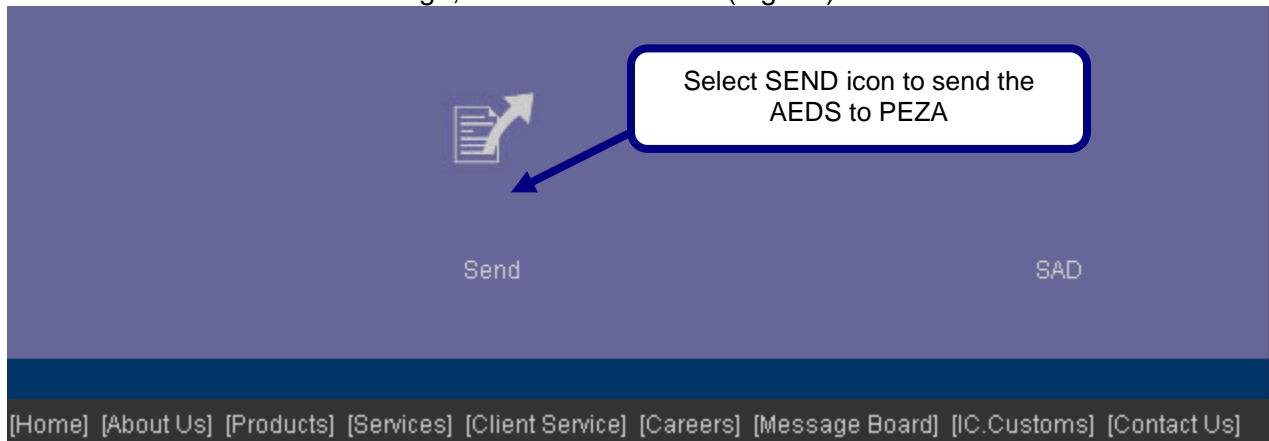 Select SEND icon to send the
AEDS to PEZA
Send SAD
[Home] [About Us] [Products] [Services] [Client Service] [Careers] [Message Board] [IC.Customs] [Contact Us]